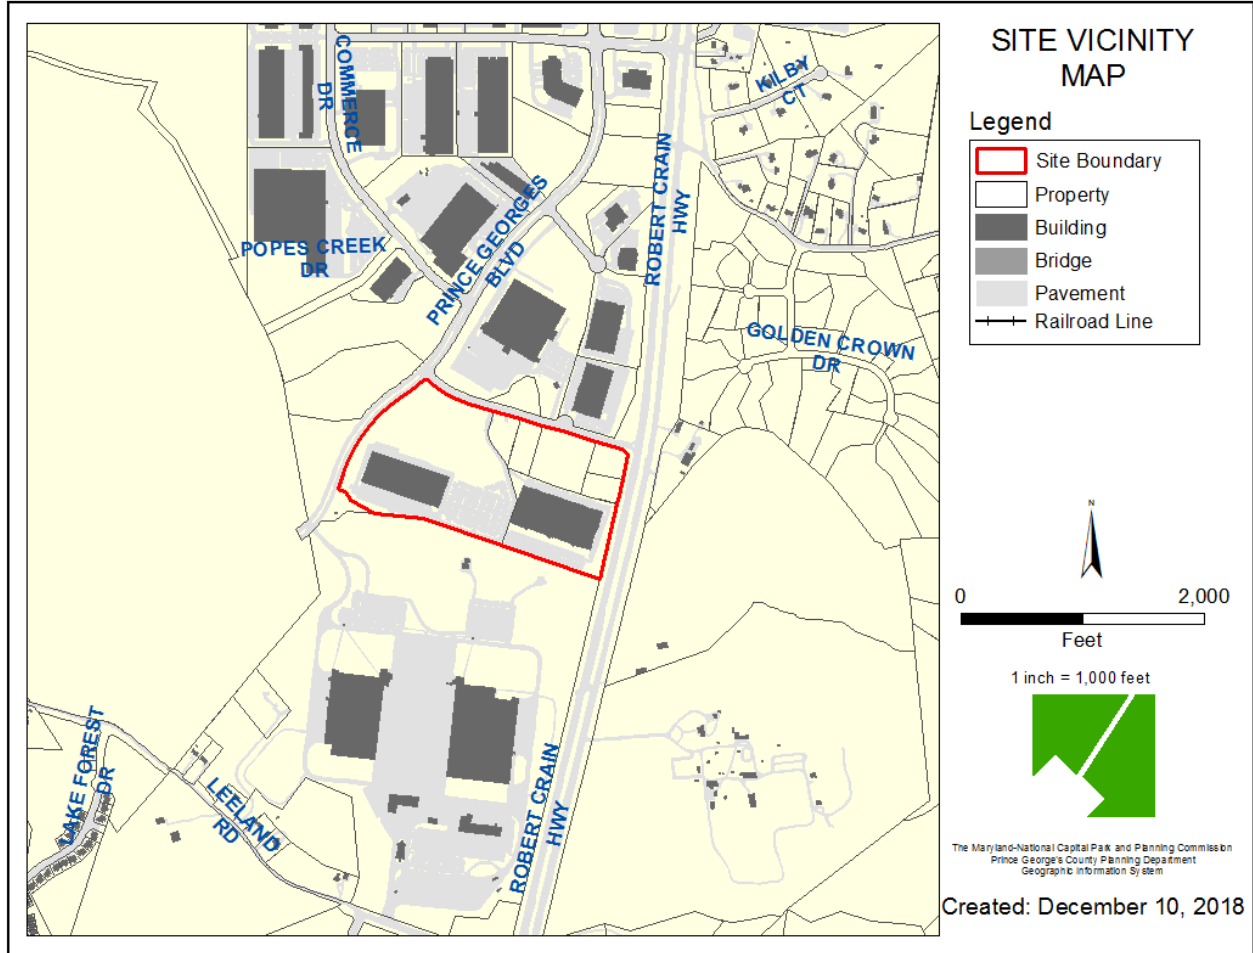 SITE VICINITY
MAP
Legend
Site Boundary
Property
Building
Bridge
Pavement
Railroad Line
COMMERCE
DR
KILBY
CT
ROBERT CRAIN
HWY
PRINCE GEORGES
BLVD
POPES CREEK
DR
GOLDEN CROWN
DR
N
0 2,000
Feet
1 inch = 1,000 feet
LAKE FOREST
DR
LEELAND
RD
ROBERT CRAIN
HWY
The Maryland-National Capital Park and Planning Commission
Prince George's County Planning Department
Geographic Information System
Created: December 10, 2018